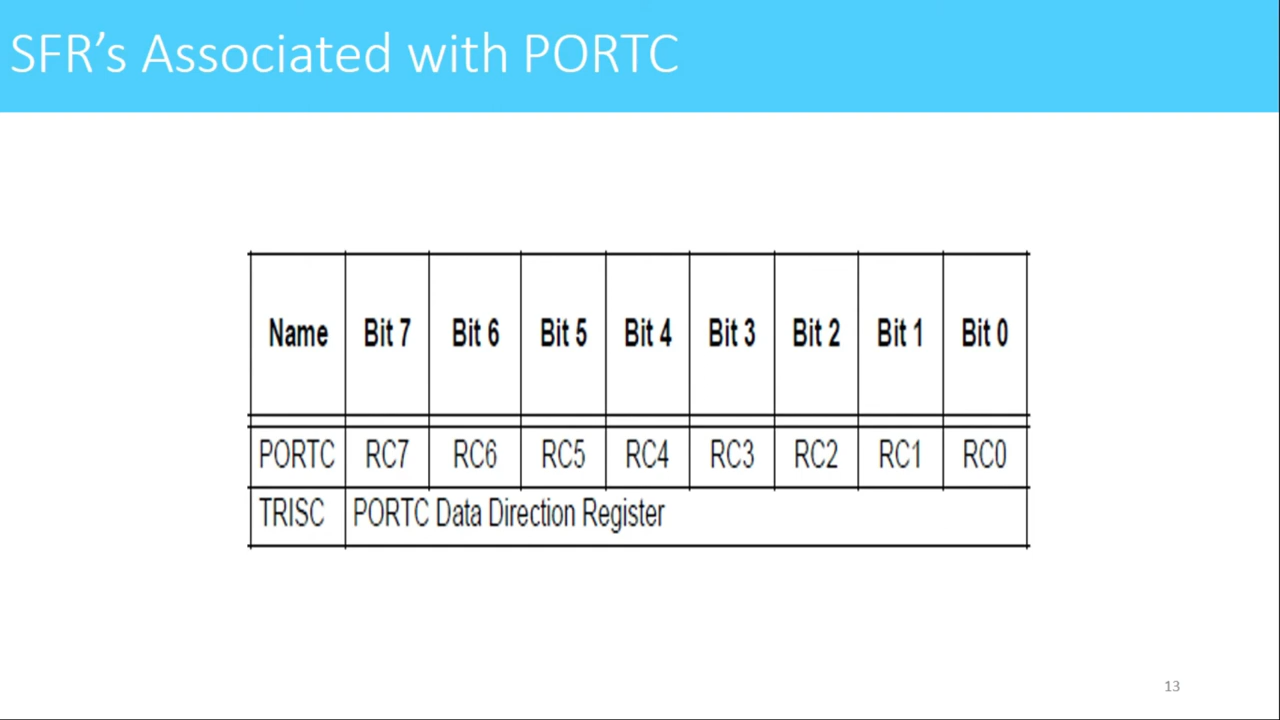 SFR’s Associated with PORTC
Name Bit 7 Bit 6 Bit 5 Bit 4 Bit 3 Bit 2 Bit 1 Bit 0
PORTC RC7 RC6 RC5 RC4 RC3 RC2 RC1 RC0
TRISC PORTC Data Direction Register
13